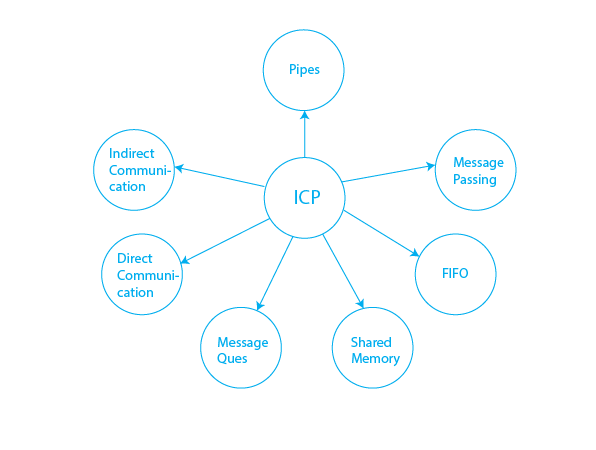 Pipes
Indirect
Communi-
cation
Message
Passing
ICP
Direct
Communi-
cation
FIFO
Message
Ques
Shared
Memory